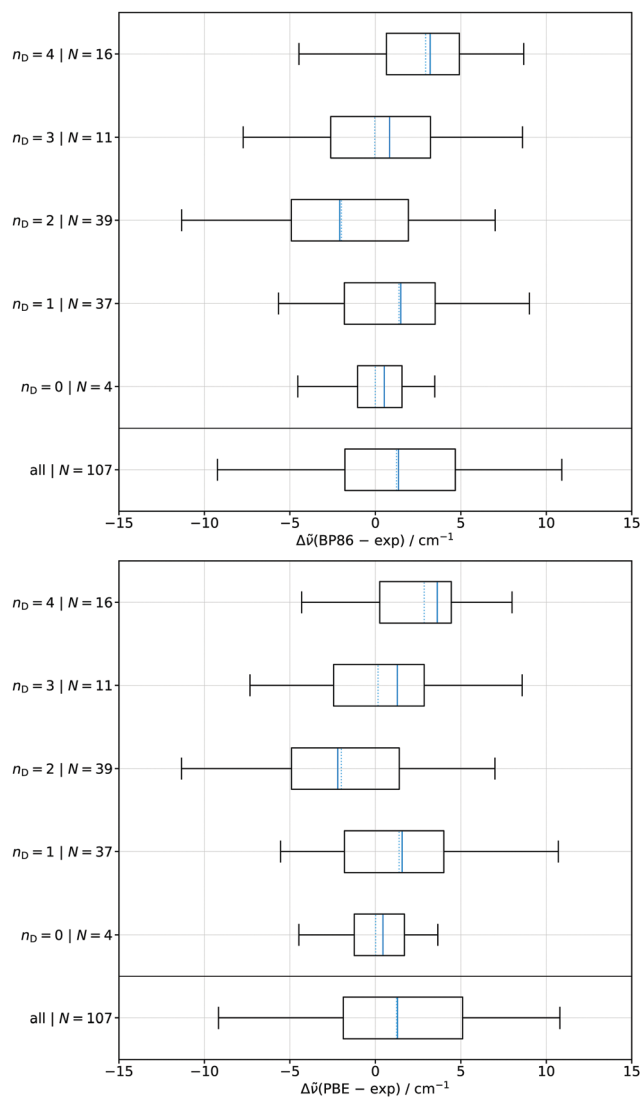 n_D = 4 | N = 16
n_D = 3 | N = 11
n_D = 2 | N = 39
n_D = 1 | N = 37
n_D = 0 | N = 4
all | N = 107
−15 −10 −5 0 5 10 15
Δν̃(BP86 − exp) / cm⁻¹
n_D = 4 | N = 16
n_D = 3 | N = 11
n_D = 2 | N = 39
n_D = 1 | N = 37
n_D = 0 | N = 4
all | N = 107
−15 −10 −5 0 5 10 15
Δν̃(PBE − exp) / cm⁻¹